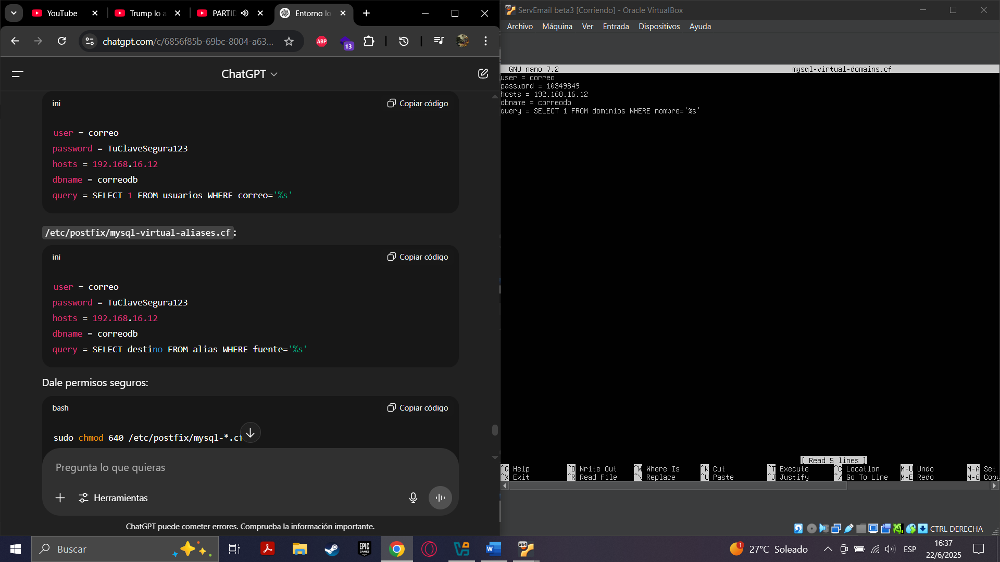 YouTube
Trump lo a
PARTID
Entorno lo
chatgpt.com/c/6856f85b-69bc-8004-a63...
ABP
13
ChatGPT
ini
Copiar código
user = correo
password = TuClaveSegura123
hosts = 192.168.16.12
dbname = correodb
query = SELECT 1 FROM usuarios WHERE correo='%s'
/etc/postfix/mysql-virtual-aliases.cf:
ini
Copiar código
user = correo
password = TuClaveSegura123
hosts = 192.168.16.12
dbname = correodb
query = SELECT destino FROM alias WHERE fuente='%s'
Dale permisos seguros:
bash
Copiar código
sudo chmod 640 /etc/postfix/mysql-*.cf
Pregunta lo que quieras
Herramientas
ChatGPT puede cometer errores. Comprueba la información importante.
ServEmail beta3 [Corriendo] - Oracle VirtualBox
Archivo Máquina Ver Entrada Dispositivos Ayuda
GNU nano 7.2 mysql-virtual-domains.cf
user = correo
password = 10349849
hosts = 192.168.16.12
dbname = correodb
query = SELECT 1 FROM dominios WHERE nombre='%s'
[ Read 5 lines ]
^G Help ^O Write Out ^W Where Is ^K Cut ^T Execute ^C Location M-U Undo M-A Set
^X Exit ^R Read File ^\ Replace ^U Paste ^J Justify ^/ Go To Line M-E Redo M-6 Copy
CTRL DERECHA
Buscar
EPIC GAMES
x64
1
27°C Soleado
ESP
16:37
22/6/2025